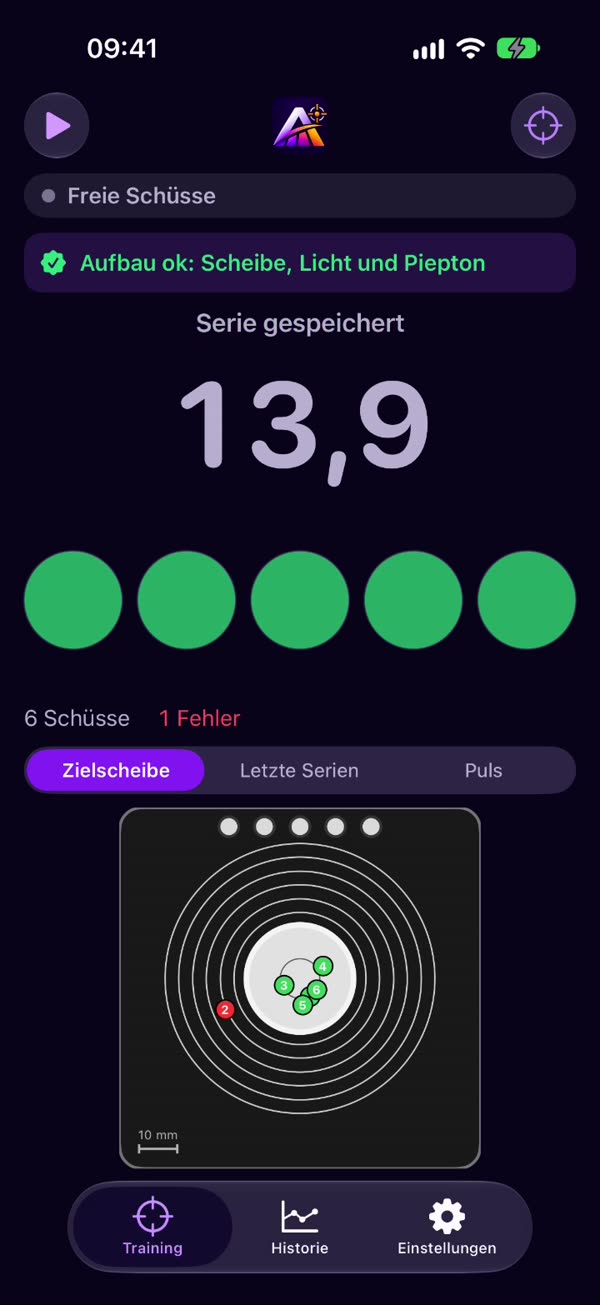 09:41
Freie Schüsse
Aufbau ok: Scheibe, Licht und Piepton
Serie gespeichert
13,9
6 Schüsse 1 Fehler
Zielscheibe Letzte Serien Puls
4
3
6
5
2
10 mm
Training Historie Einstellungen